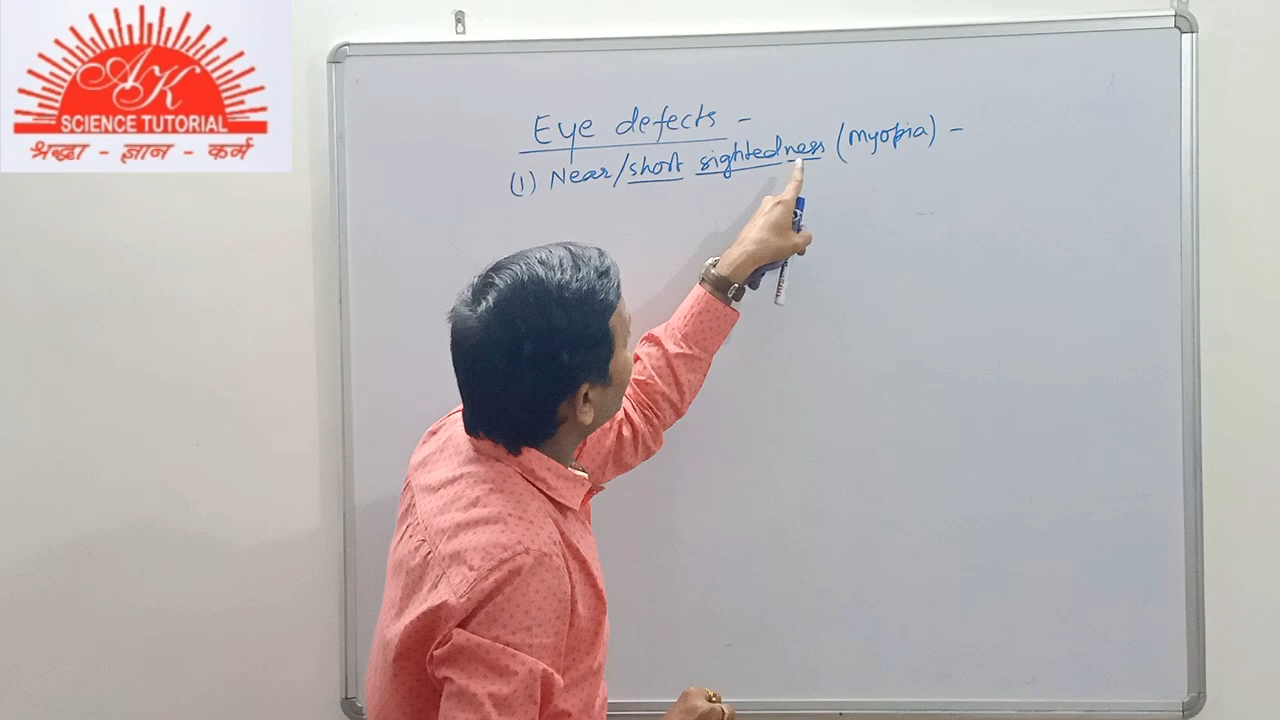 AK
SCIENCE TUTORIAL
श्रद्धा - ज्ञान - कर्म
Eye defects -
(1) Near/short sightedness (Myopia) -